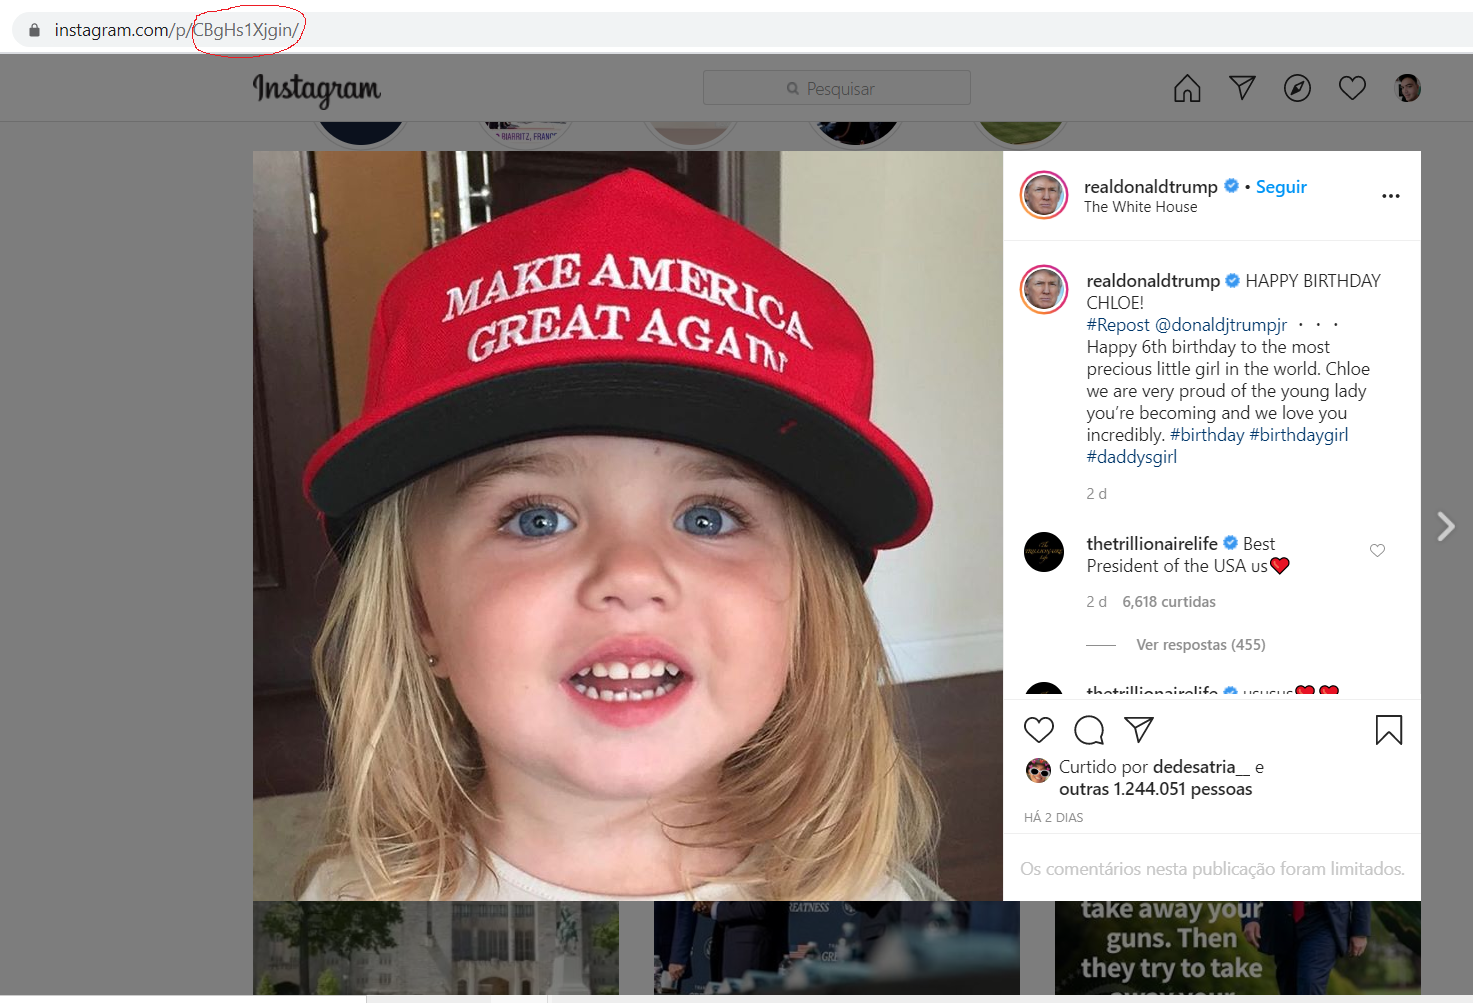 instagram.com/p/CBgHs1Xjgin/
Instagram
Pesquisar
BIARRITZ, FRANC
MAKE AMERICA
GREAT AGAIN
realdonaldtrump • Seguir
The White House
realdonaldtrump HAPPY BIRTHDAY
CHLOE!
#Repost @donaldjtrumpjr ・・・
Happy 6th birthday to the most
precious little girl in the world. Chloe
we are very proud of the young lady
you’re becoming and we love you
incredibly. #birthday #birthdaygirl
#daddysgirl
2 d
thetrillionairelife Best
President of the USA us❤️
2 d 6,618 curtidas
Ver respostas (455)
thetrillionairelife ususus❤️❤️
Curtido por dedesatria__ e
outras 1.244.051 pessoas
HÁ 2 DIAS
Os comentários nesta publicação foram limitados.
take away your
guns. Then
they try to take
away your